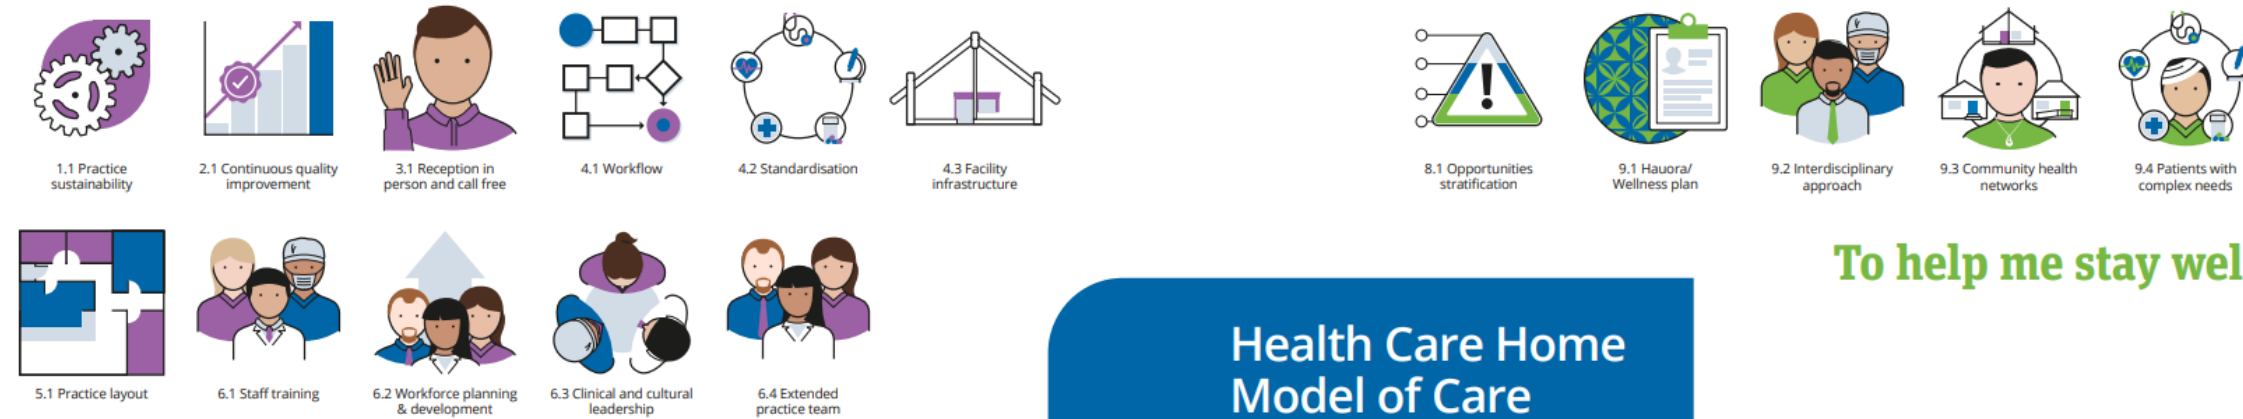 1.1 Practice
sustainability
2.1 Continuous quality
improvement
3.1 Reception in
person and call free
4.1 Workflow
4.2 Standardisation
4.3 Facility
infrastructure
8.1 Opportunities
stratification
9.1 Hauora/
Wellness plan
9.2 Interdisciplinary
approach
9.3 Community health
networks
9.4 Patients with
complex needs
5.1 Practice layout
6.1 Staff training
6.2 Workforce planning
& development
6.3 Clinical and cultural
leadership
6.4 Extended
practice team
To help me stay wel
Health Care Home
Model of Care